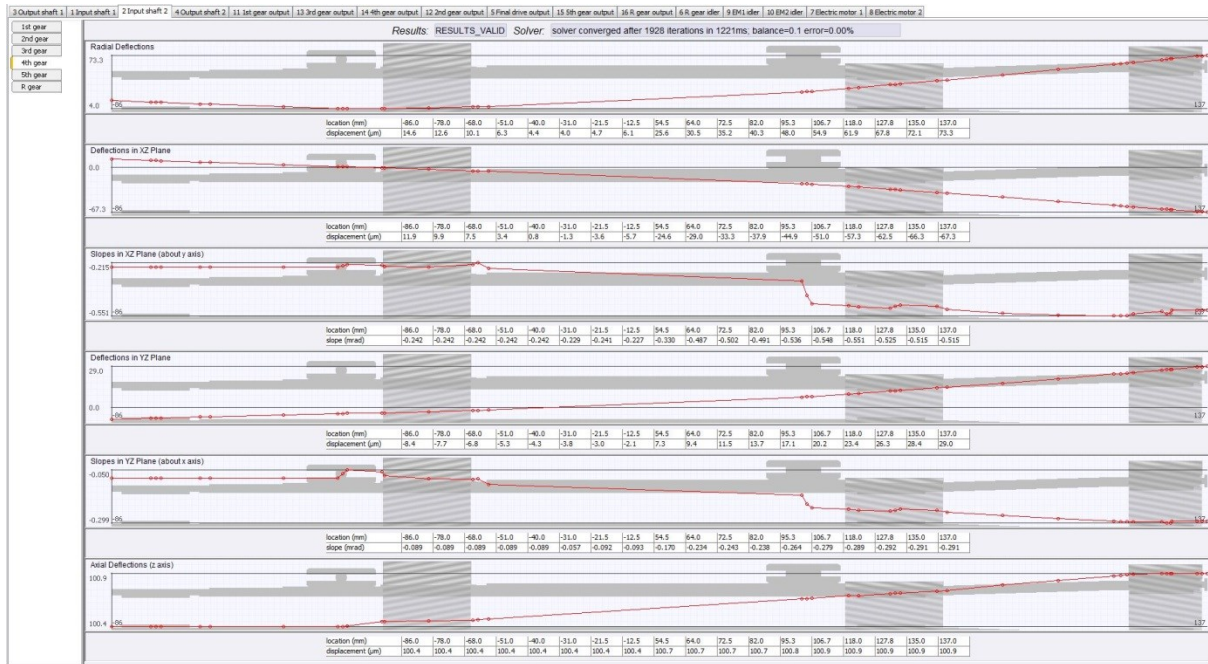 3 Output shaft 1 1 Input shaft 1 2 Input shaft 2 4 Output shaft 2 11 1st gear output 13 3rd gear output 14 4th gear output 12 2nd gear output 5 Final drive output 15 5th gear output 16 R gear output 6 R gear idler 9 EM1 idler 10 EM2 idler 7 Electric motor 1 8 Electric motor 2
1st gear
2nd gear
3rd gear
4th gear
5th gear
R gear
Results: RESULTS_VALID Solver: solver converged after 1928 iterations in 1221ms, balance=0.1 error=0.00%
Radial Deflections
73.3
4.0 -86 137
location (mm) -86.0 -78.0 -68.0 -51.0 -40.0 -31.0 -21.5 -12.5 54.5 64.0 72.5 82.0 95.3 106.7 118.0 127.8 135.0 137.0
displacement (μm) 14.6 12.6 10.1 6.3 4.4 4.0 4.7 6.1 25.6 30.5 35.2 40.3 48.0 54.9 61.9 67.8 72.1 73.3
Deflections in XZ Plane
0.0
-67.3 -86 137
location (mm) -86.0 -78.0 -68.0 -51.0 -40.0 -31.0 -21.5 -12.5 54.5 64.0 72.5 82.0 95.3 106.7 118.0 127.8 135.0 137.0
displacement (μm) 11.9 9.9 7.5 3.4 0.8 -1.3 -3.6 -5.7 -24.6 -29.0 -33.3 -37.9 -44.9 -51.0 -57.3 -62.5 -66.3 -67.3
Slopes in XZ Plane (about y axis)
-0.215
-0.551 -86 137
location (mm) -86.0 -78.0 -68.0 -51.0 -40.0 -31.0 -21.5 -12.5 54.5 64.0 72.5 82.0 95.3 106.7 118.0 127.8 135.0 137.0
slope (mrad) -0.242 -0.242 -0.242 -0.242 -0.242 -0.229 -0.241 -0.227 -0.330 -0.487 -0.502 -0.491 -0.536 -0.548 -0.551 -0.525 -0.515 -0.515
Deflections in YZ Plane
29.0
0.0
-86 137
location (mm) -86.0 -78.0 -68.0 -51.0 -40.0 -31.0 -21.5 -12.5 54.5 64.0 72.5 82.0 95.3 106.7 118.0 127.8 135.0 137.0
displacement (μm) -8.4 -7.7 -6.8 -5.3 -4.3 -3.8 -3.0 -2.1 7.3 9.4 11.5 13.7 17.1 20.2 23.4 26.3 28.4 29.0
Slopes in YZ Plane (about x axis)
-0.050
-0.299 -86 137
location (mm) -86.0 -78.0 -68.0 -51.0 -40.0 -31.0 -21.5 -12.5 54.5 64.0 72.5 82.0 95.3 106.7 118.0 127.8 135.0 137.0
slope (mrad) -0.089 -0.089 -0.089 -0.089 -0.089 -0.057 -0.092 -0.093 -0.170 -0.234 -0.243 -0.238 -0.264 -0.279 -0.289 -0.292 -0.291 -0.291
Axial Deflections (z axis)
100.9
100.4 -86 137
location (mm) -86.0 -78.0 -68.0 -51.0 -40.0 -31.0 -21.5 -12.5 54.5 64.0 72.5 82.0 95.3 106.7 118.0 127.8 135.0 137.0
displacement (μm) 100.4 100.4 100.4 100.4 100.4 100.4 100.4 100.4 100.7 100.7 100.7 100.7 100.8 100.9 100.9 100.9 100.9 100.9